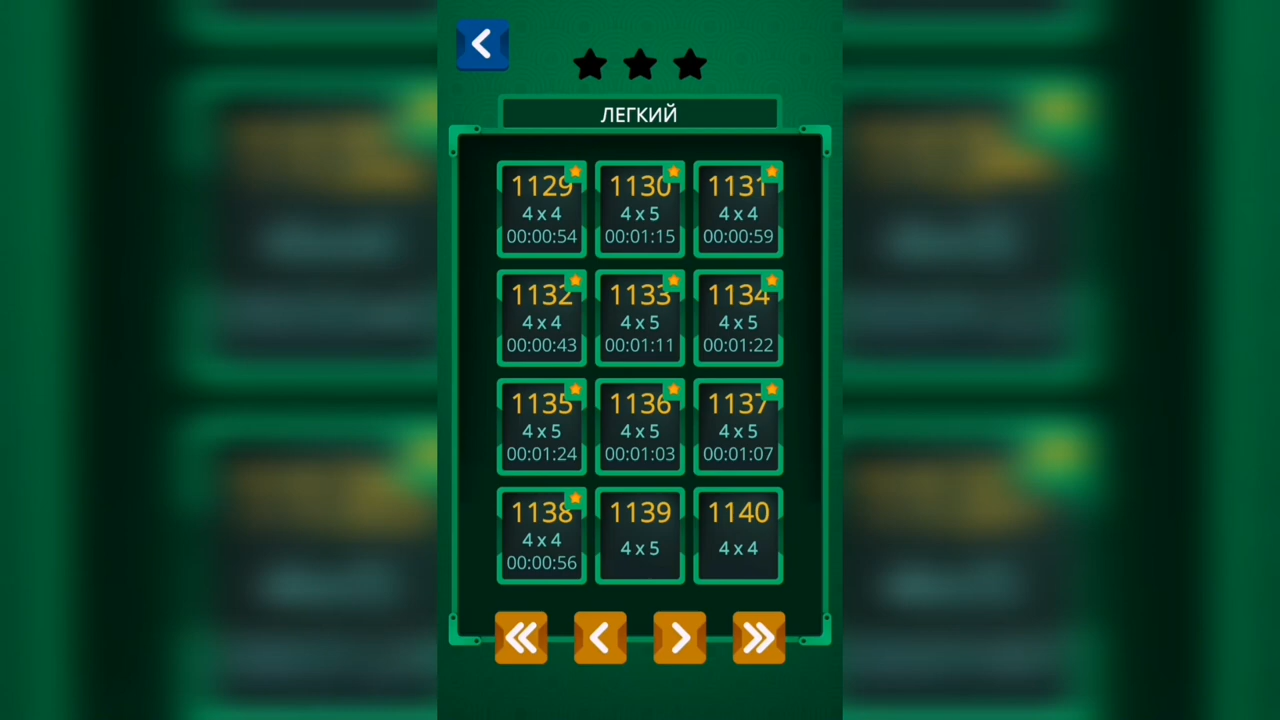 ЛЕГКИЙ
1129 1130 1131
4 x 4 4 x 5 4 x 4
00:00:54 00:01:15 00:00:59
1132 1133 1134
4 x 4 4 x 5 4 x 5
00:00:43 00:01:11 00:01:22
1135 1136 1137
4 x 5 4 x 5 4 x 5
00:01:24 00:01:03 00:01:07
1138 1139 1140
4 x 4 4 x 5 4 x 4
00:00:56